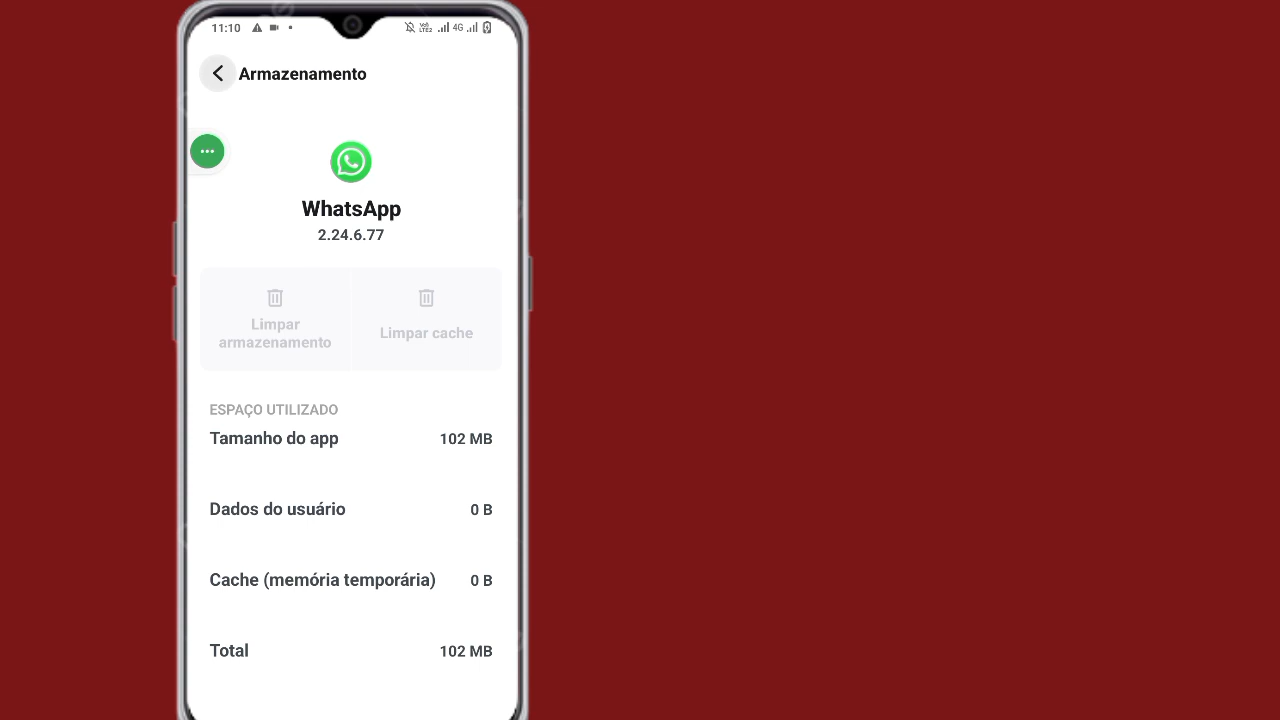 11:10
4G
Armazenamento
WhatsApp
2.24.6.77
Limpar
armazenamento
Limpar cache
ESPAÇO UTILIZADO
Tamanho do app 102 MB
Dados do usuário 0 B
Cache (memória temporária) 0 B
Total 102 MB